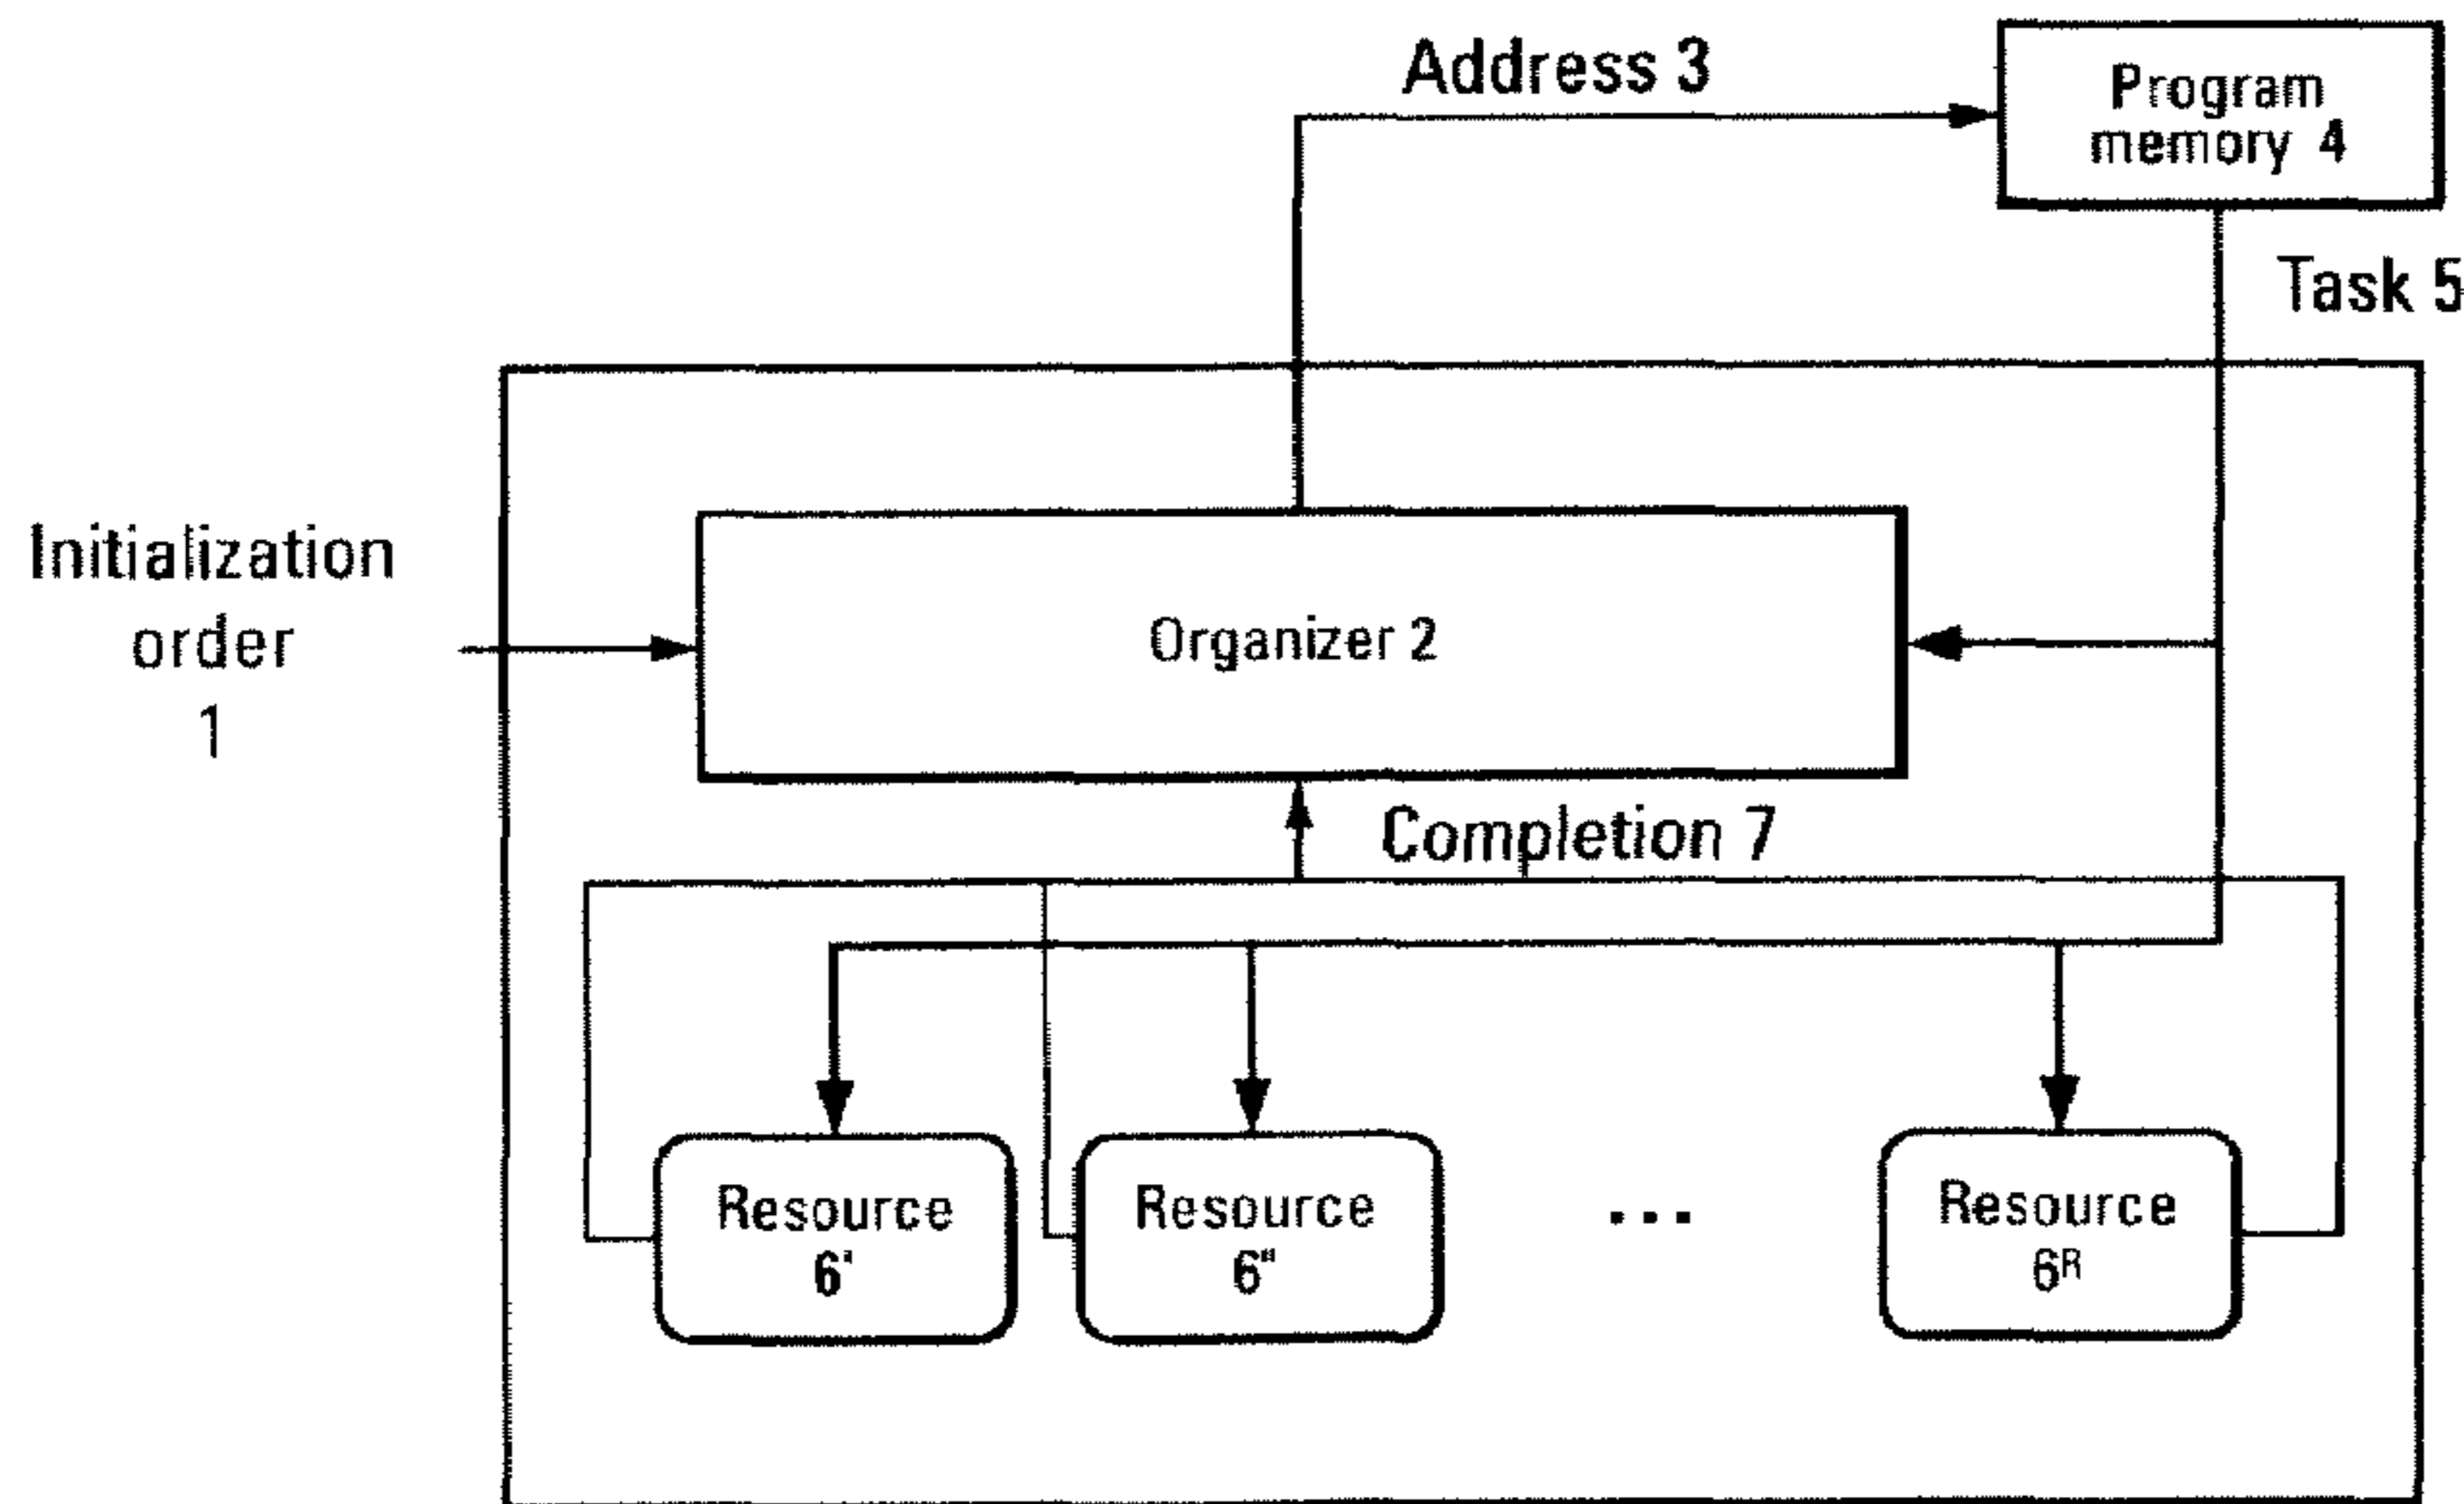 Address 3
Program
memory 4
Task 5
Initialization
order
1
Organizer 2
Completion 7
Resource
6'
Resource
6"
...
Resource
6ᴿ